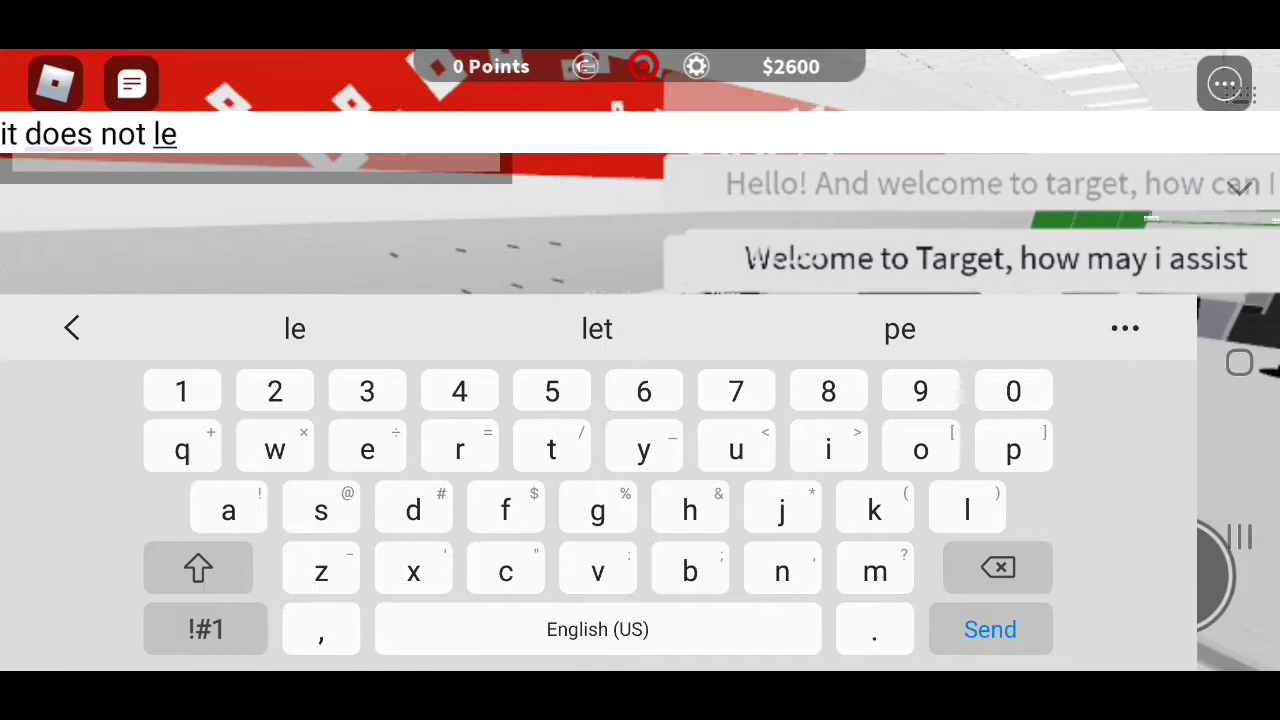 0 Points $2600
it does not le
Hello! And welcome to target, how can I
Welcome to Target, how may i assist
le let pe
1 2 3 4 5 6 7 8 9 0
q + w × e ÷ r = t / y _ u < i > o [ p ]
a ! s @ d # f $ g % h & j * k ( l )
z - x ' c " v : b ; n , m ?
!#1 , English (US) . Send